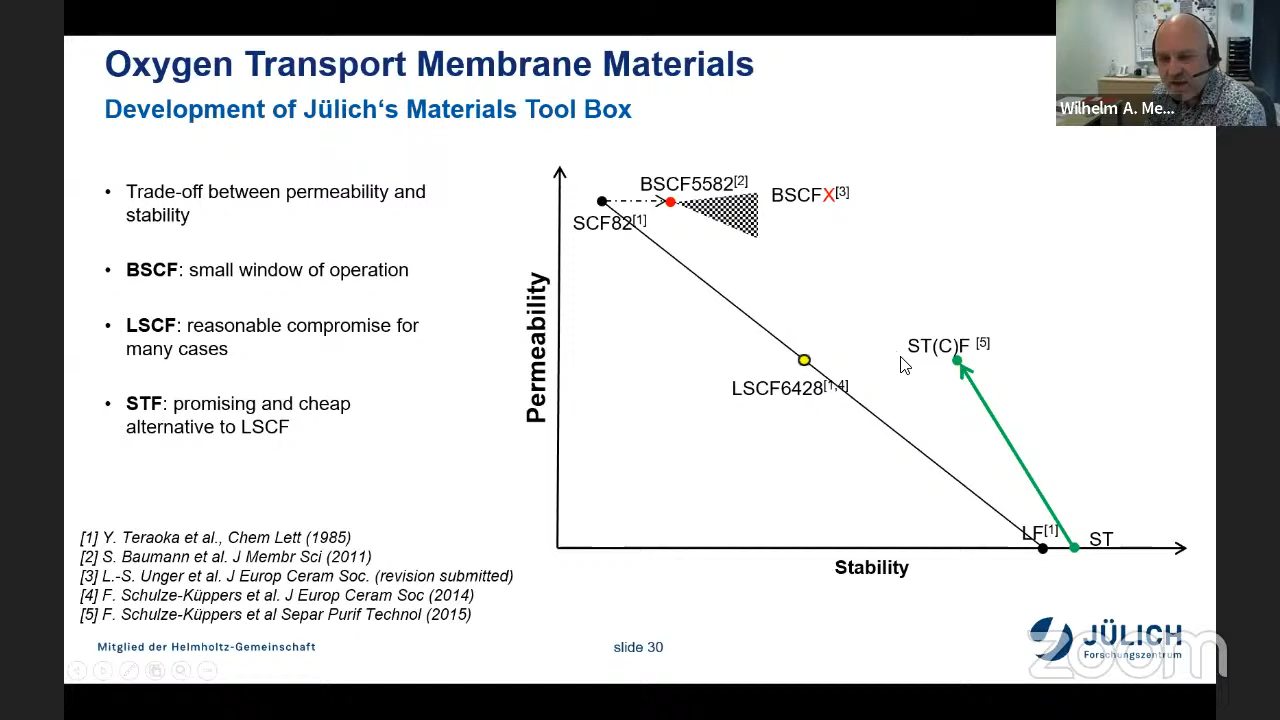 Oxygen Transport Membrane Materials
Development of Jülich‘s Materials Tool Box
Wilhelm A. Me...
• Trade-off between permeability and
stability
• BSCF: small window of operation
• LSCF: reasonable compromise for
many cases
• STF: promising and cheap
alternative to LSCF
BSCF5582[2]
BSCFX[3]
SCF82[1]
Permeability
ST(C)F [5]
LSCF6428[1,4]
LF[1]
ST
Stability
[1] Y. Teraoka et al., Chem Lett (1985)
[2] S. Baumann et al. J Membr Sci (2011)
[3] L.-S. Unger et al. J Europ Ceram Soc. (revision submitted)
[4] F. Schulze-Küppers et al. J Europ Ceram Soc (2014)
[5] F. Schulze-Küppers et al Separ Purif Technol (2015)
Mitglied der Helmholtz-Gemeinschaft
slide 30
JÜLICH
Forschungszentrum
zoom